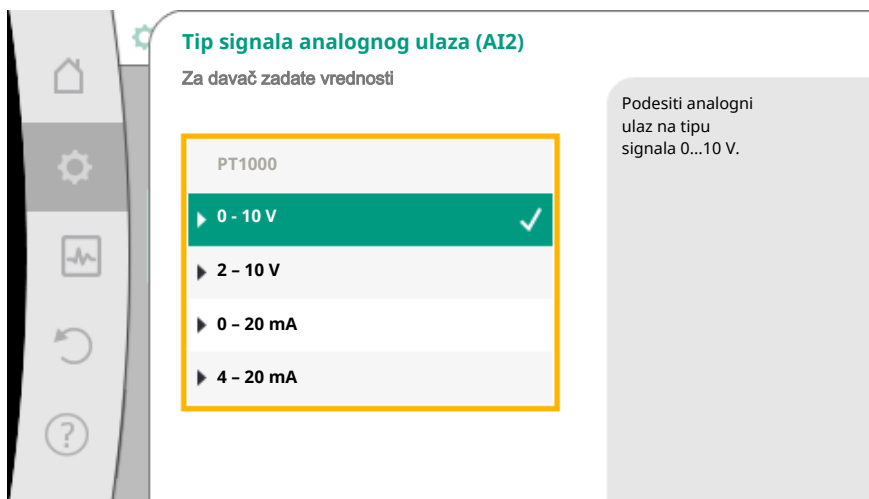 Tip signala analognog ulaza (AI2)
Za davač zadate vrednosti
PT1000
0 - 10 V
2 – 10 V
0 – 20 mA
4 – 20 mA
Podesiti analogni
ulaz na tipu
signala 0...10 V.
?